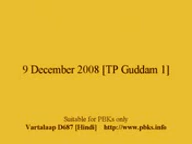 9 December 2008 [TP Guddam 1]
Suitable for PBKs only
Vartalaap D687 [Hindi]    http://www.pbks.info